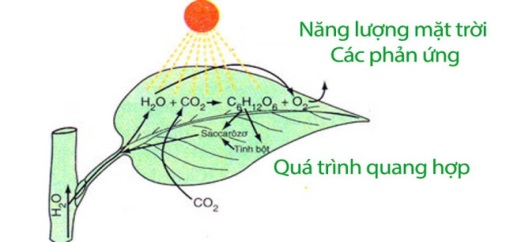 Năng lượng mặt trời
Các phản ứng
H₂O + CO₂ → C₆H₁₂O₆ + O₂
Saccarôzơ
Tinh bột
Quá trình quang hợp
H₂O
CO₂